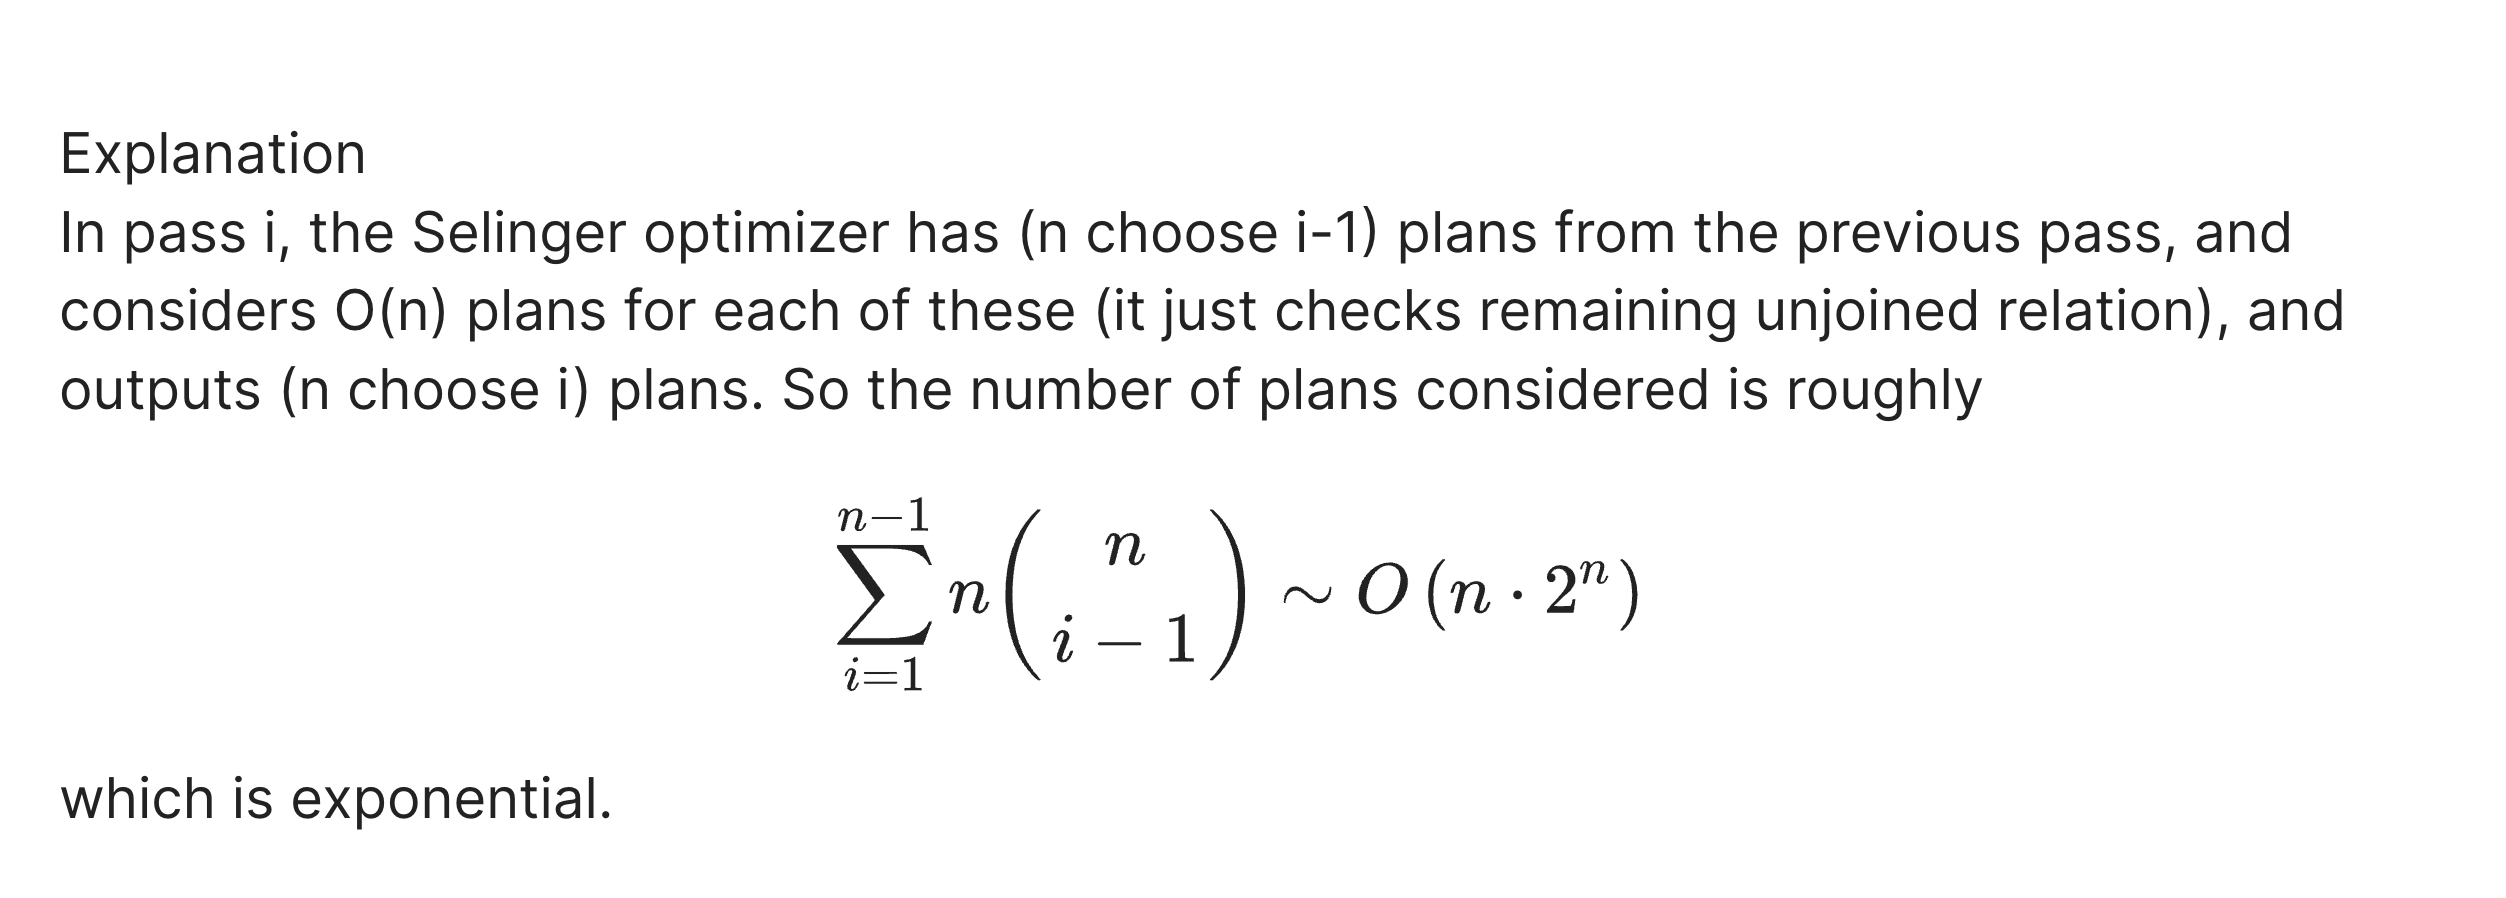 Explanation
In pass i, the Selinger optimizer has (n choose i-1) plans from the previous pass, and
considers O(n) plans for each of these (it just checks remaining unjoined relation), and
outputs (n choose i) plans. So the number of plans considered is roughly
\sum_{i=1}^{n-1} n \binom{n}{i-1} \sim O(n \cdot 2^n)
which is exponential.